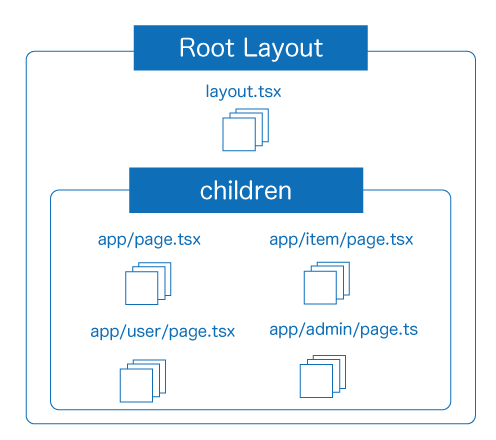 Root Layout
layout.tsx
children
app/page.tsx
app/item/page.tsx
app/user/page.tsx
app/admin/page.ts